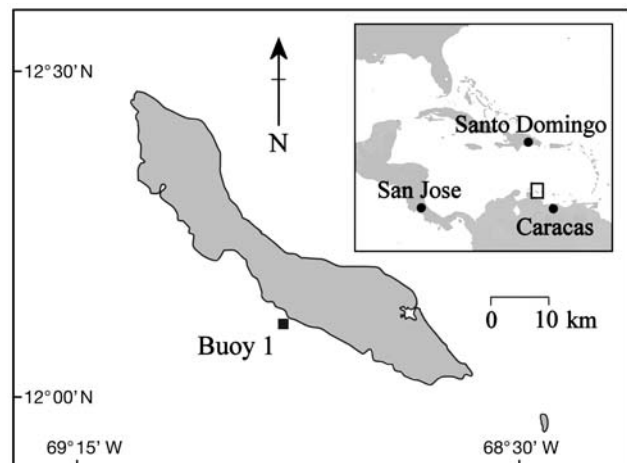 12°30' N
N
Santo Domingo
San Jose
Caracas
0 10 km
Buoy 1
12°00' N
69°15' W 68°30' W